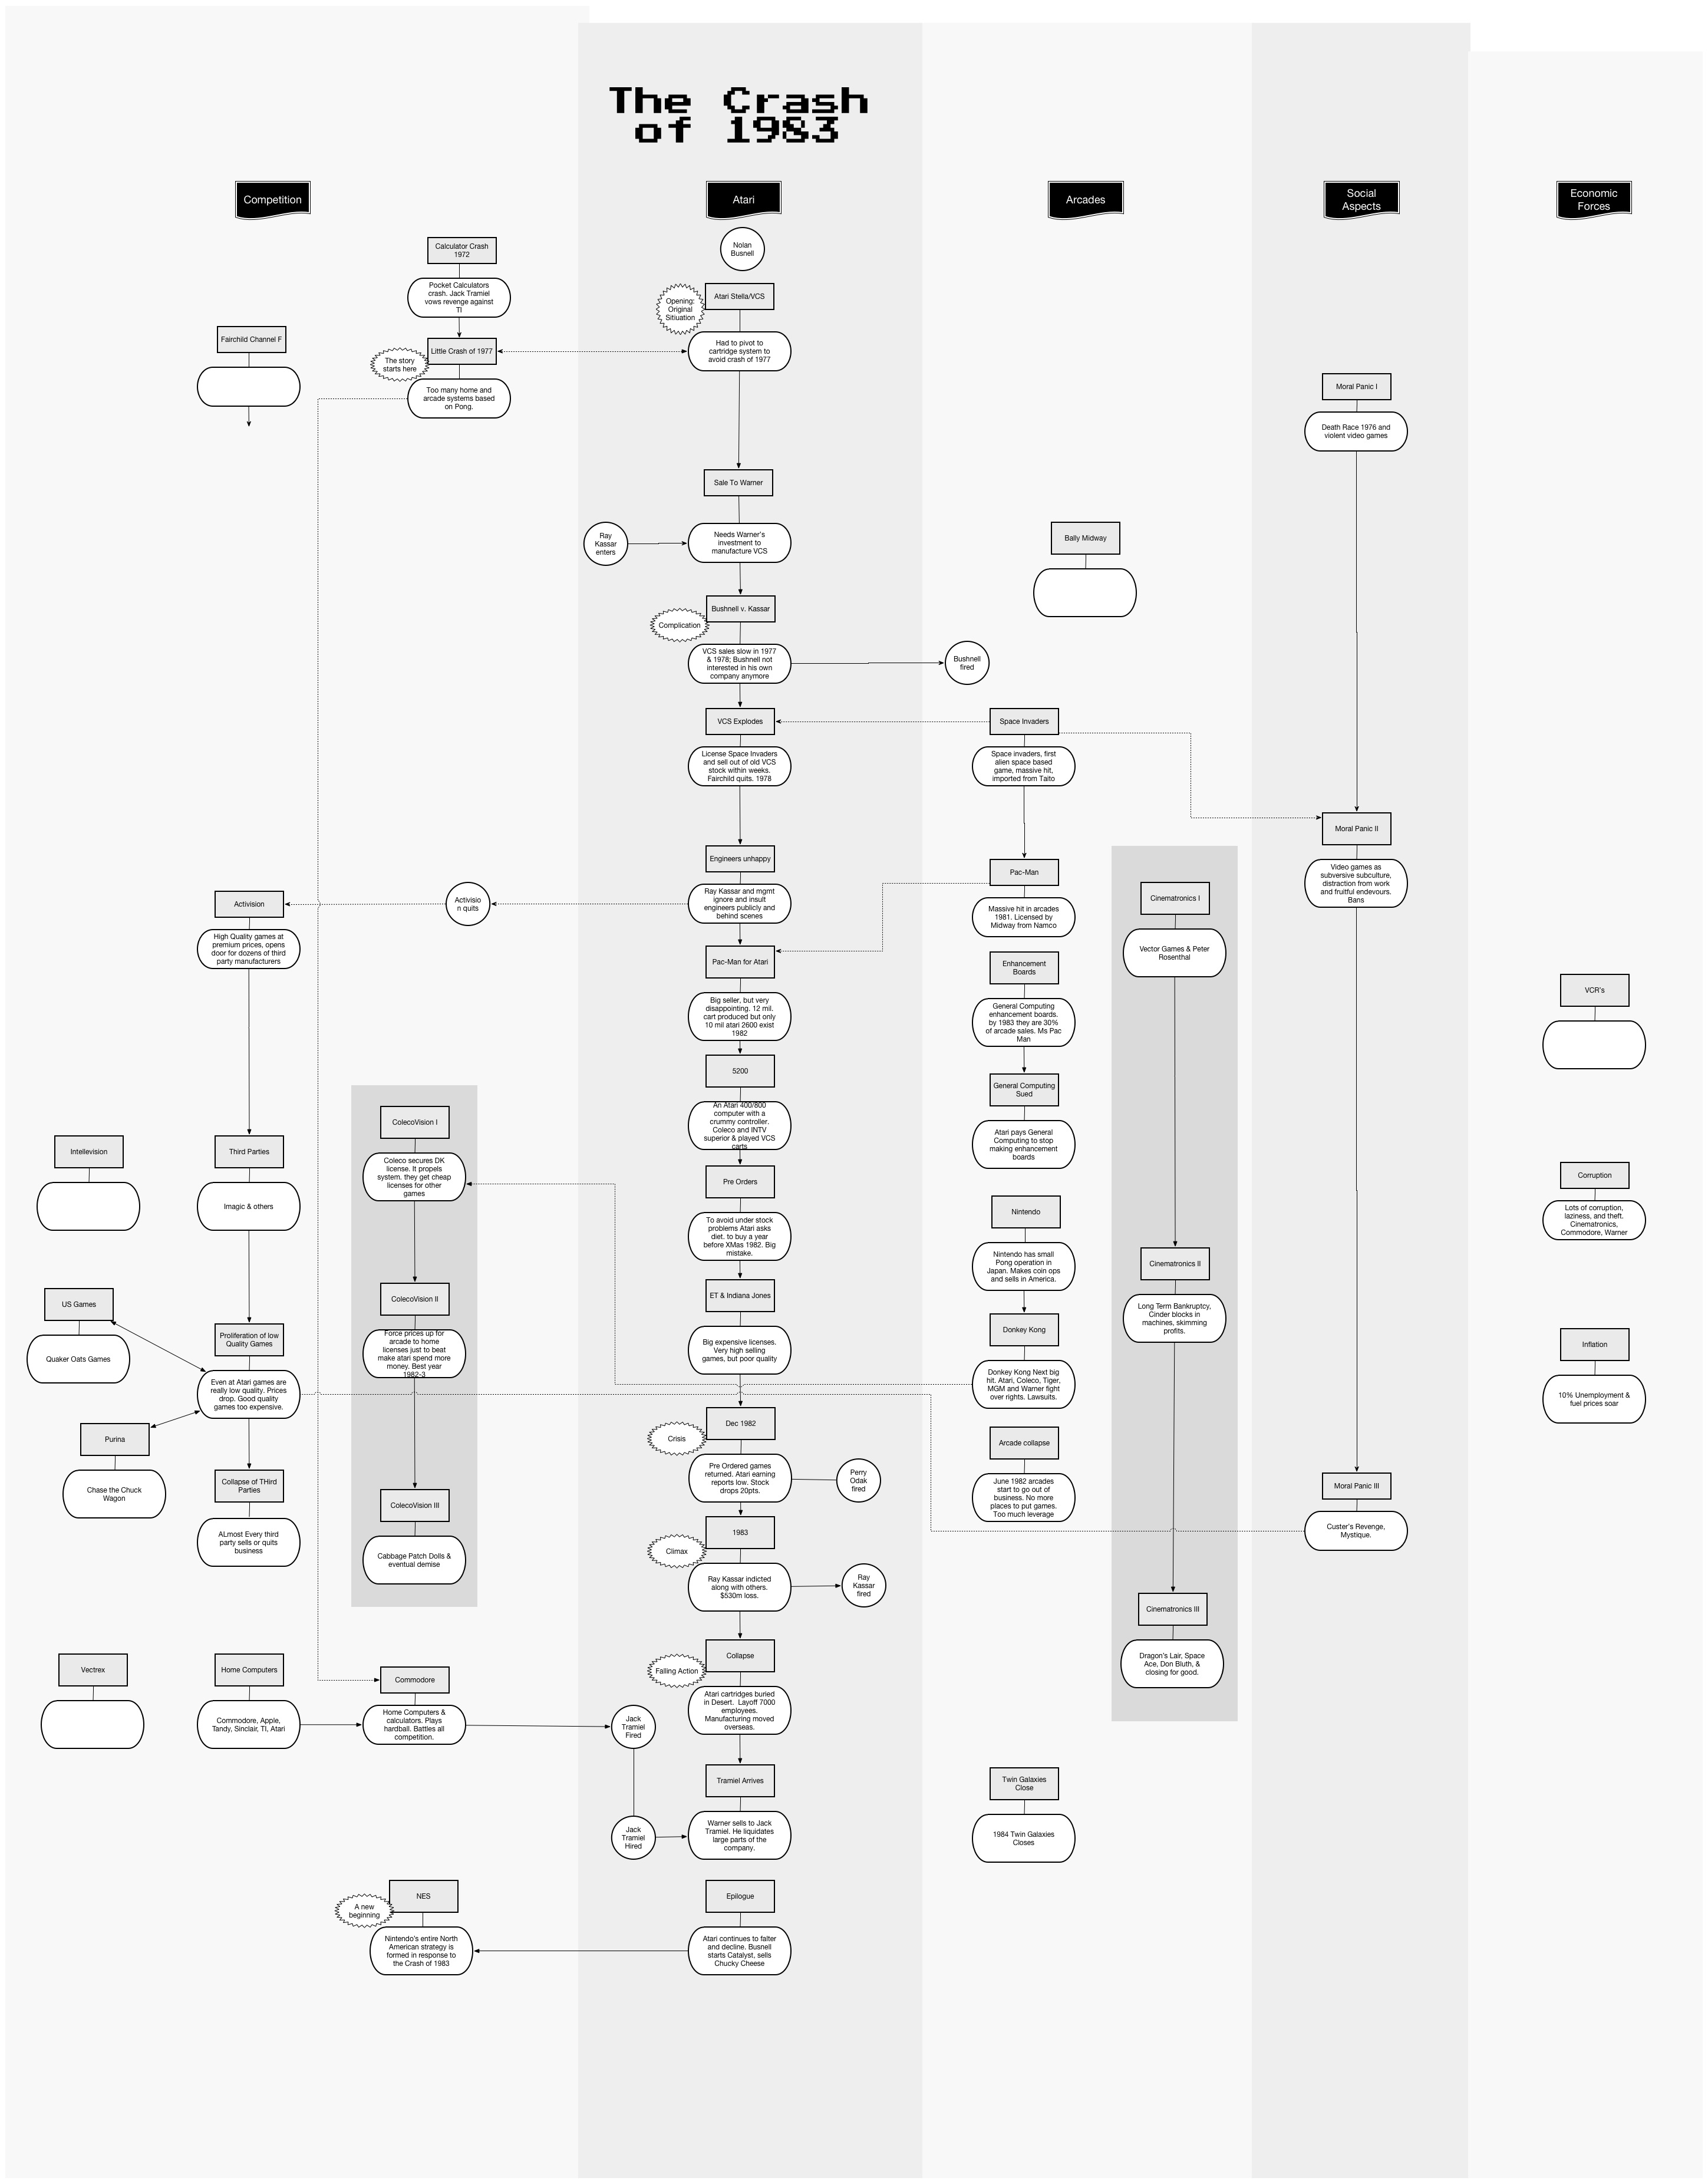 The Crash
of 1983
Competition
Atari
Arcades
Social
Aspects
Economic
Forces
Calculator Crash
1972
Pocket Calculators
crash. Jack Tramiel
vows revenge against
TI
Fairchild Channel F
The story
starts here
Little Crash of 1977
Too many home and
arcade systems based
on Pong.
Activisio
n quits
Activision
High Quality games at
premium prices, opens
door for dozens of third
party manufacturers
Intellevision
Third Parties
Imagic & others
ColecoVision I
Coleco secures DK
license. It propels
system. they get cheap
licenses for other
games
US Games
Quaker Oats Games
Proliferation of low
Quality Games
Even at Atari games are
really low quality. Prices
drop. Good quality
games too expensive.
ColecoVision II
Force prices up for
arcade to home
licenses just to beat
make atari spend more
money. Best year
1982-3
Purina
Chase the Chuck
Wagon
Collapse of THird
Parties
ALmost Every third
party sells or quits
business
ColecoVision III
Cabbage Patch Dolls &
eventual demise
Vectrex
Home Computers
Commodore, Apple,
Tandy, Sinclair, TI, Atari
Commodore
Home Computers &
calculators. Plays
hardball. Battles all
competition.
A new
beginning
NES
Nintendo's entire North
American strategy is
formed in response to
the Crash of 1983
Nolan
Busnell
Opening:
Original
Sitiuation
Atari Stella/VCS
Had to pivot to
cartridge system to
avoid crash of 1977
Sale To Warner
Ray
Kassar
enters
Needs Warner's
investment to
manufacture VCS
Complication
Bushnell v. Kassar
VCS sales slow in 1977
& 1978; Bushnell not
interested in his own
company anymore
Bushnell
fired
VCS Explodes
License Space Invaders
and sell out of old VCS
stock within weeks.
Fairchild quits. 1978
Engineers unhappy
Ray Kassar and mgmt
ignore and insult
engineers publicly and
behind scenes
Pac-Man for Atari
Big seller, but very
disappointing. 12 mil.
cart produced but only
10 mil atari 2600 exist
1982
5200
An Atari 400/800
computer with a
crummy controller.
Coleco and INTV
superior & played VCS
carts
Pre Orders
To avoid under stock
problems Atari asks
diet. to buy a year
before XMas 1982. Big
mistake.
ET & Indiana Jones
Big expensive licenses.
Very high selling
games, but poor quality
Crisis
Dec 1982
Pre Ordered games
returned. Atari earning
reports low. Stock
drops 20pts.
Perry
Odak
fired
Climax
1983
Ray Kassar indicted
along with others.
$530m loss.
Ray
Kassar
fired
Falling Action
Collapse
Atari cartridges buried
in Desert. Layoff 7000
employees.
Manufacturing moved
overseas.
Jack
Tramiel
Fired
Tramiel Arrives
Jack
Tramiel
Hired
Warner sells to Jack
Tramiel. He liquidates
large parts of the
company.
Epilogue
Atari continues to falter
and decline. Busnell
starts Catalyst, sells
Chucky Cheese
Bally Midway
Space Invaders
Space invaders, first
alien space based
game, massive hit,
imported from Taito
Pac-Man
Massive hit in arcades
1981. Licensed by
Midway from Namco
Enhancement
Boards
General Computing
enhancement boards.
by 1983 they are 30%
of arcade sales. Ms Pac
Man
General Computing
Sued
Atari pays General
Computing to stop
making enhancement
boards
Nintendo
Nintendo has small
Pong operation in
Japan. Makes coin ops
and sells in America.
Donkey Kong
Donkey Kong Next big
hit. Atari, Coleco, Tiger,
MGM and Warner fight
over rights. Lawsuits.
Arcade collapse
June 1982 arcades
start to go out of
business. No more
places to put games.
Too much leverage
Twin Galaxies
Close
1984 Twin Galaxies
Closes
Cinematronics I
Vector Games & Peter
Rosenthal
Cinematronics II
Long Term Bankruptcy,
Cinder blocks in
machines, skimming
profits.
Cinematronics III
Dragon's Lair, Space
Ace, Don Bluth, &
closing for good.
Moral Panic I
Death Race 1976 and
violent video games
Moral Panic II
Video games as
subversive subculture,
distraction from work
and fruitful endevours.
Bans
Moral Panic III
Custer's Revenge,
Mystique.
VCR's
Corruption
Lots of corruption,
laziness, and theft.
Cinematronics,
Commodore, Warner
Inflation
10% Unemployment &
fuel prices soar